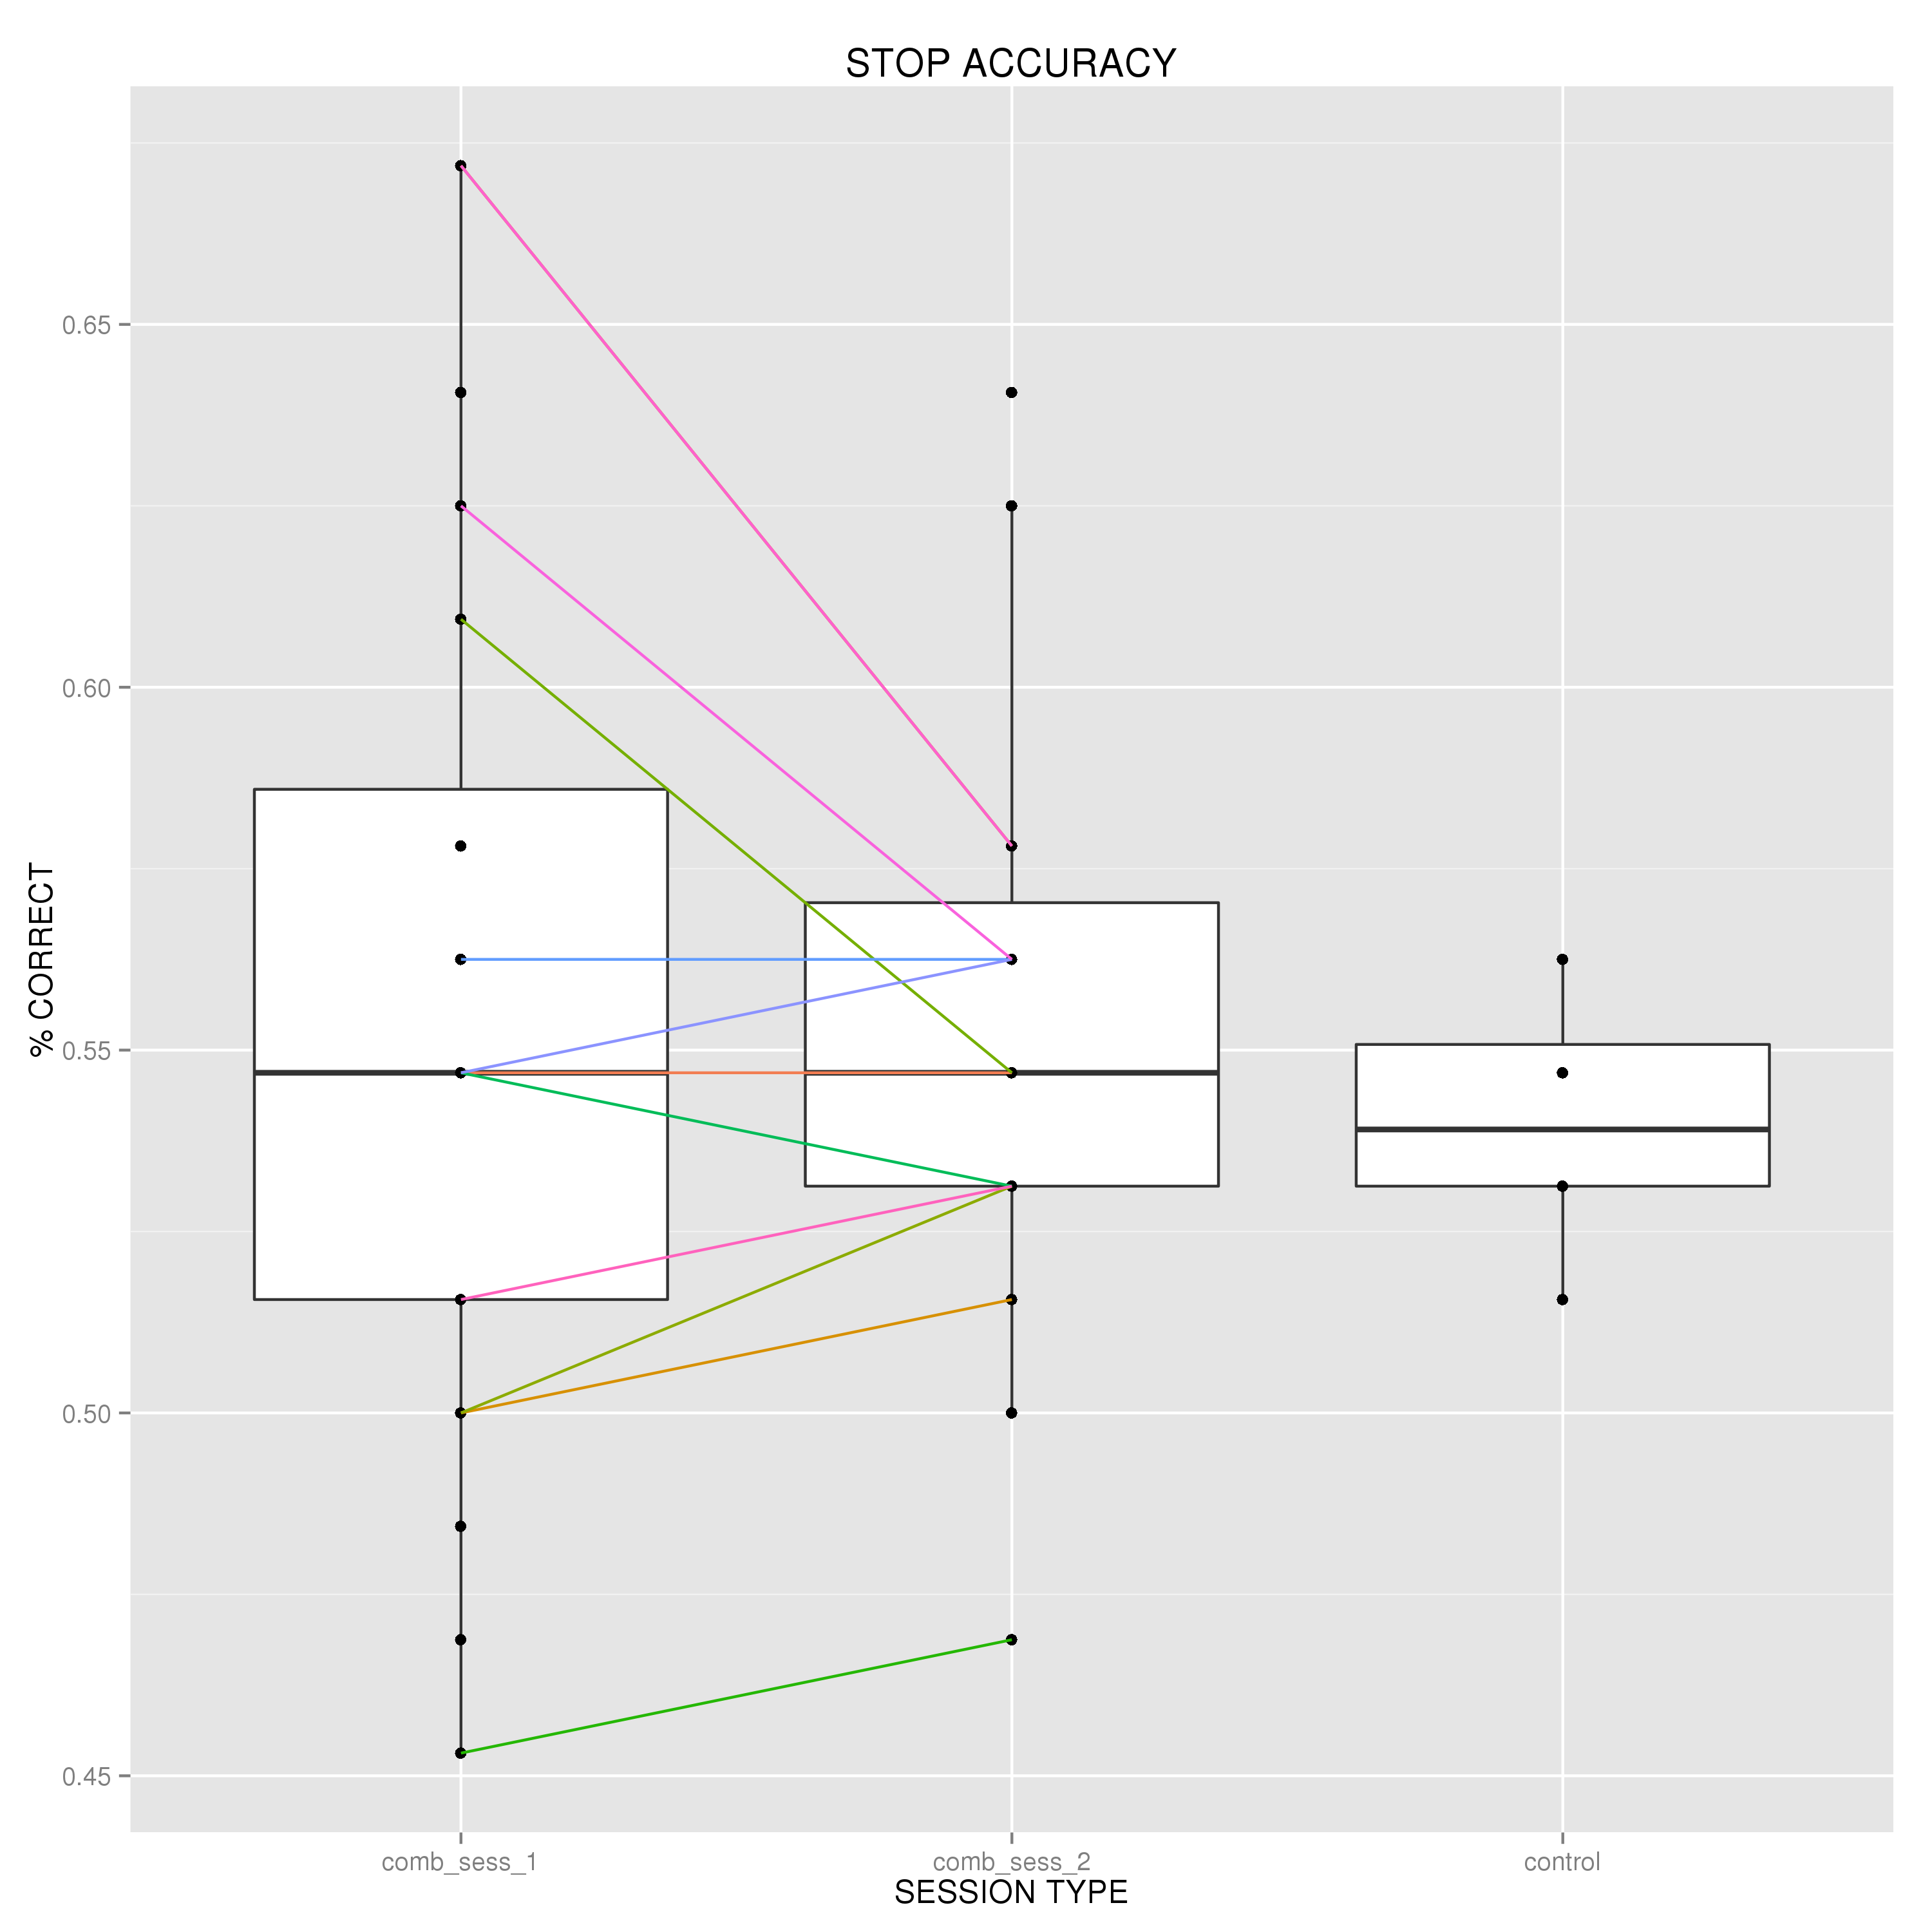 STOP ACCURACY
% CORRECT
0.65
0.60
0.55
0.50
0.45
comb_sess_1 comb_sess_2 control
SESSION TYPE